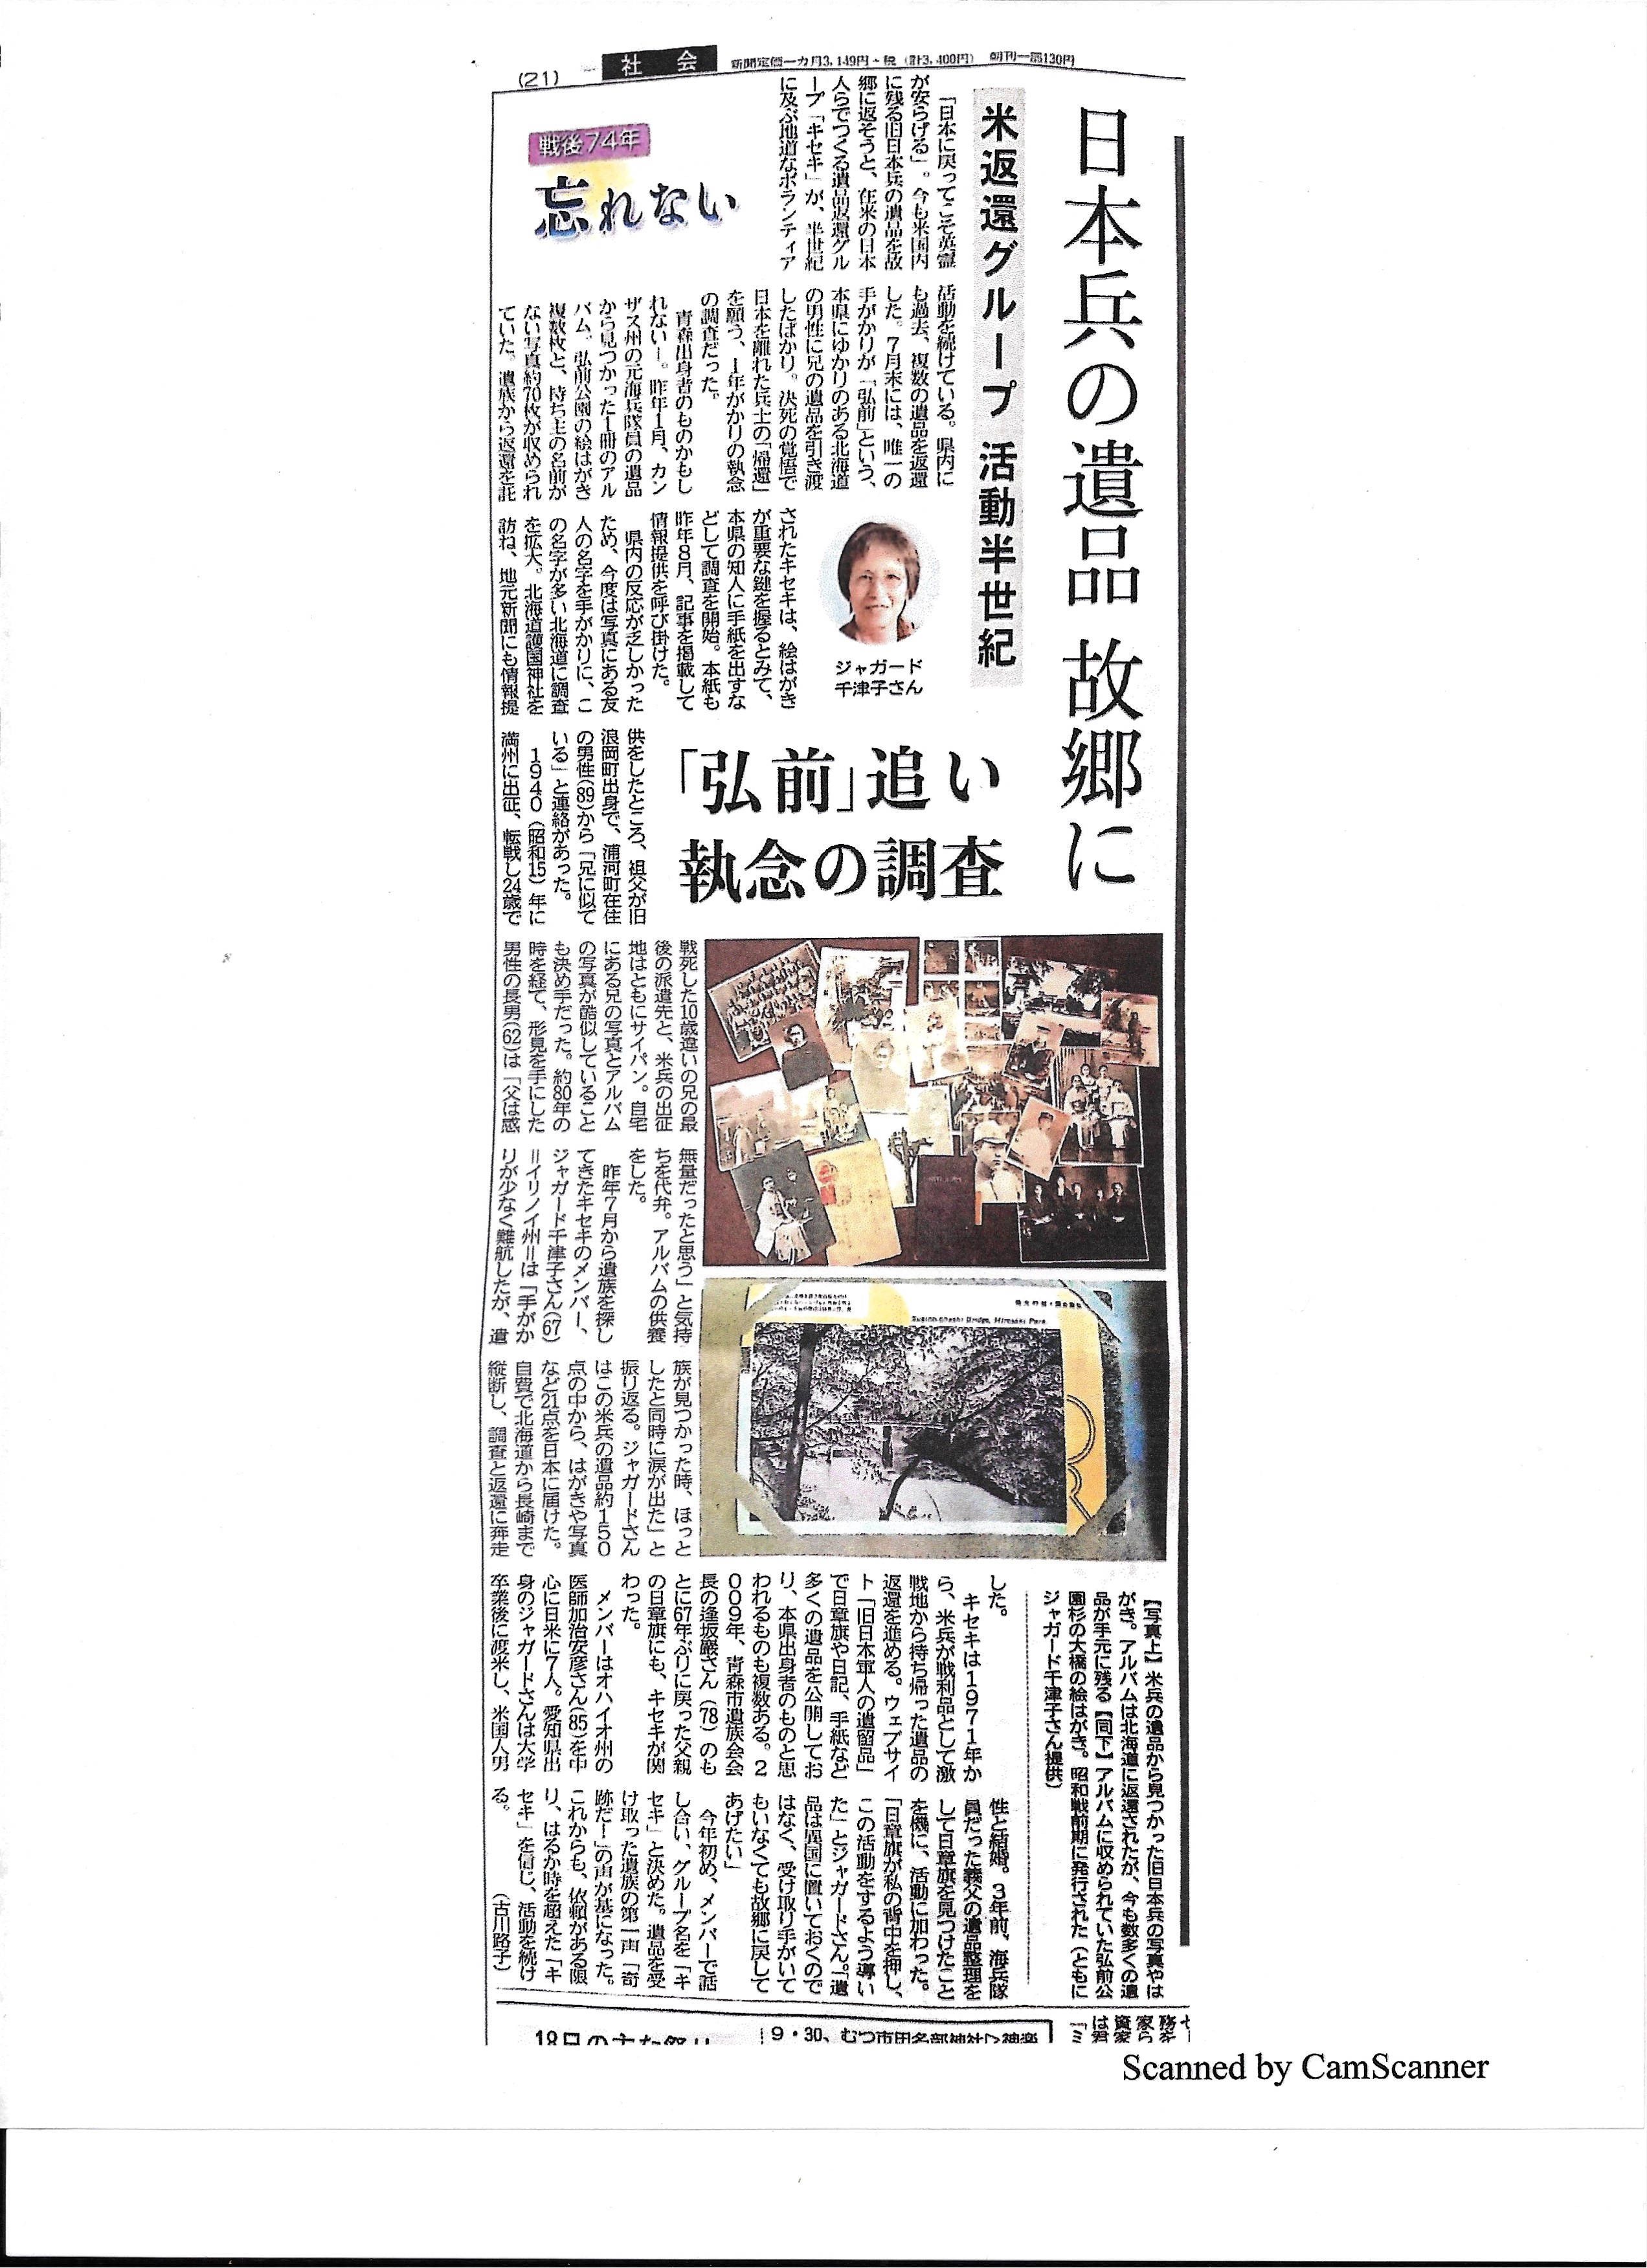 (21)
社会
新聞定価一カ月3,149円+税(計3,400円) 朝刊一部130円
日本兵の遺品 故郷に
米返還グループ 活動半世紀
戦後74年
忘れない
「日本に戻ってこそ英霊
が安らげる」。今も米国内
に残る旧日本兵の遺品を故
郷に返そうと、在米の日本
人らでつくる遺品返還グル
ープ「キセキ」が、半世紀
に及ぶ地道なボランティア
活動を続けている。県内に
も過去、複数の遺品を返還
した。7月末には、唯一の
手がかりが「弘前」という、
本県にゆかりのある北海道
の男性に兄の遺品を引き渡
したばかり。決死の覚悟で
日本を離れた兵士の「帰還」
を願う、1年がかりの執念
の調査だった。
青森出身者のものかもし
れない―。昨年1月、カン
ザス州の元海兵隊員の遺品
から見つかった1冊のアル
バム。弘前公園の絵はがき
複数枚と、持ち主の名前が
ない写真約70枚が収められ
ていた。遺族から返還を託
ジャガード
千津子さん
されたキセキは、絵はがき
が重要な鍵を握るとみて、
本県の知人に手紙を出すな
どして調査を開始。本紙も
昨年8月、記事を掲載して
情報提供を呼び掛けた。
県内の反応が乏しかった
ため、今度は写真にある友
人の名字を手がかりに、こ
の名字が多い北海道に調査
を拡大。北海道護国神社を
訪ね、地元新聞にも情報提
「弘前」追い
執念の調査
供をしたところ、祖父が旧
浪岡町出身で、浦河町在住
の男性(89)から「兄に似て
いる」と連絡があった。
1940(昭和15)年に
満州に出征、転戦し24歳で
戦死した10歳違いの兄の最
後の派遣先と、米兵の出征
地はともにサイパン。自宅
にある兄の写真とアルバム
の写真が酷似していること
も決め手だった。約80年の
時を経て、形見を手にした
男性の長男(62)は「父は感
無量だったと思う」と気持
ちを代弁。アルバムの供養
をした。
昨年7月から遺族を探し
てきたキセキのメンバー、
ジャガード千津子さん(67)
=イリノイ州=は「手がか
りが少なく難航したが、遺
族が見つかった時、ほっと
したと同時に涙が出た」と
振り返る。ジャガードさん
はこの米兵の遺品約150
点の中から、はがきや写真
など21点を日本に届けた。
自費で北海道から長崎まで
縦断し、調査と返還に奔走
した。
キセキは1971年か
ら、米兵が戦利品として激
戦地から持ち帰った遺品の
返還を進める。ウェブサイ
ト「旧日本軍人の遺留品」
で日章旗や日記、手紙など
多くの遺品を公開してお
り、本県出身者のものと思
われるものも複数ある。2
009年、青森市遺族会会
長の逢坂巌さん(78)のも
とに67年ぶりに戻った父親
の日章旗にも、キセキが関
わった。
メンバーはオハイオ州の
医師加治安彦さん(85)を中
心に日米に7人。愛知県出
身のジャガードさんは大学
卒業後に渡米し、米国人男
性と結婚。3年前、海兵隊
員だった義父の遺品整理を
して日章旗を見つけたこと
を機に、活動に加わった。
「日章旗が私の背中を押し、
この活動をするよう導い
た」とジャガードさん。「遺
品は異国に置いておくので
はなく、受け取り手がいて
もいなくても故郷に戻して
あげたい」
今年初め、メンバーで話
し合い、グループ名を「キ
セキ」と決めた。遺品を受
け取った遺族の第一声「奇
跡だ!」の声が基になった。
これからも、依頼がある限
り、はるか時を超えた「キ
セキ」を信じ、活動を続け
る。
(古川路子)
Hirosaki Park
【写真上】米兵の遺品から見つかった旧日本兵の写真やは
がき。アルバムは北海道に返還されたが、今も数多くの遺
品が手元に残る【同下】アルバムに収められていた弘前公
園杉の大橋の絵はがき。昭和戦前期に発行された(ともに
ジャガード千津子さん提供)
9・30、むつ市田名部神社▷神楽
Scanned by CamScanner